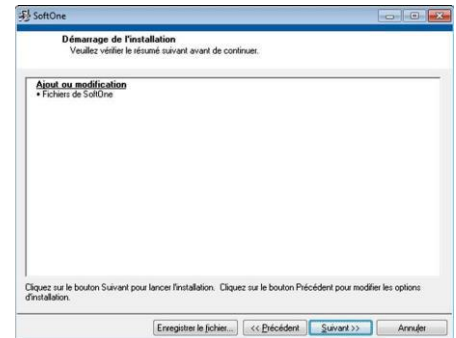 SoftOne
Démarrage de l'installation
Veuillez vérifier le résumé suivant avant de continuer.
Ajout ou modification
• Fichiers de SoftOne
Cliquez sur le bouton Suivant pour lancer l'installation. Cliquez sur le bouton Précédent pour modifier les options
d'installation.
Enregistrer le fichier... << Précédent Suivant >> Annuler